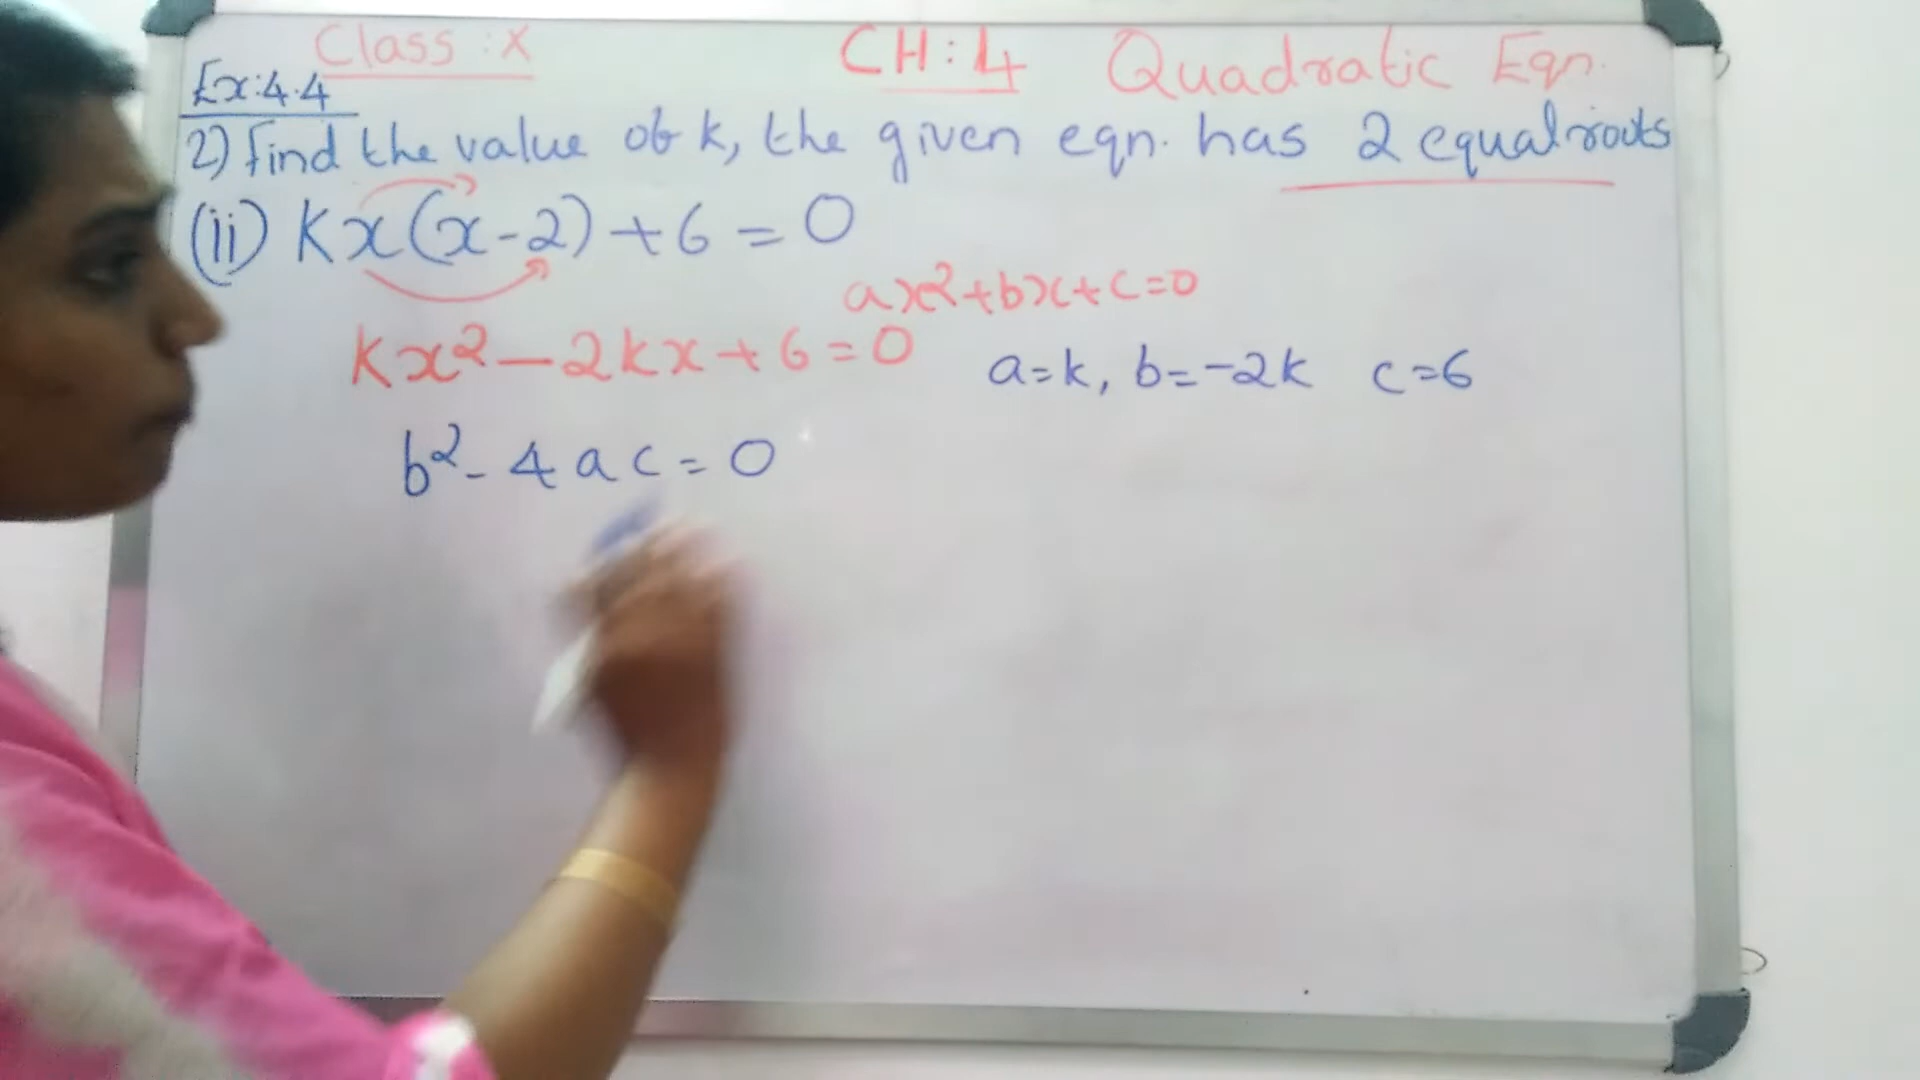 Class : X CH : 4 Quadratic Eqn.
Ex: 4.4
2) Find the value of k, the given eqn. has 2 equal roots
(ii) Kx(x-2)+6=0
ax²+bx+c=0
Kx²-2kx+6=0 a=k, b=-2k c=6
b²-4ac=0